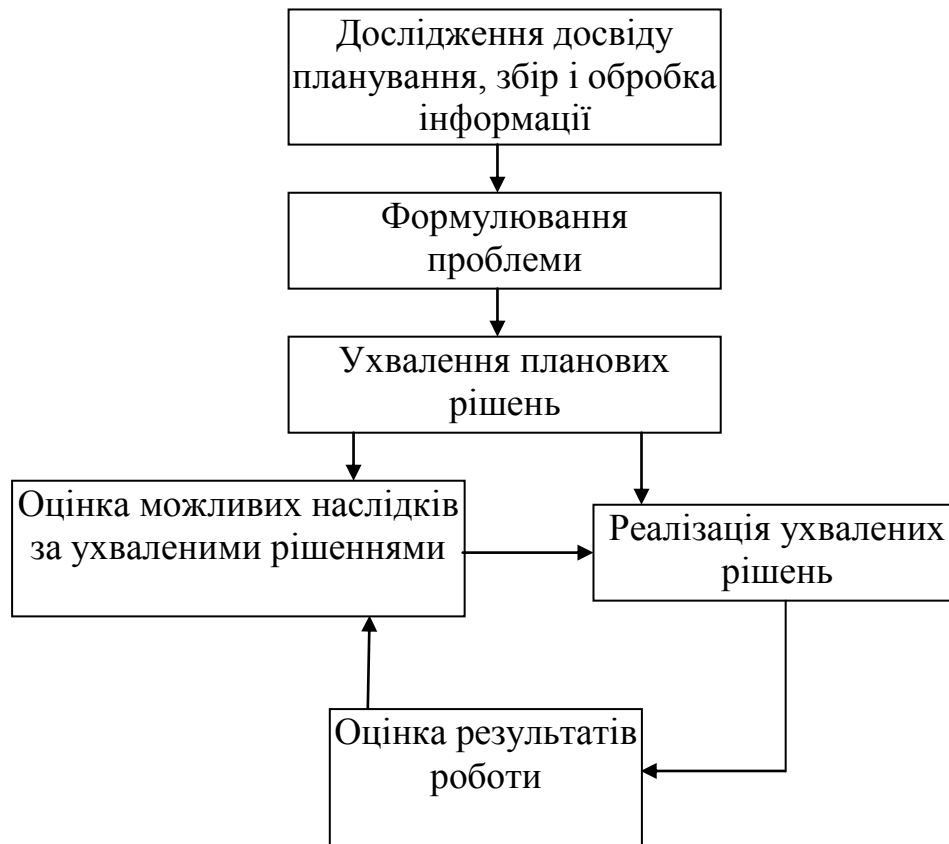 Дослідження досвіду
планування, збір і обробка
інформації
Формулювання
проблеми
Ухвалення планових
рішень
Оцінка можливих наслідків
за ухваленими рішеннями
Реалізація ухвалених
рішень
Оцінка результатів
роботи